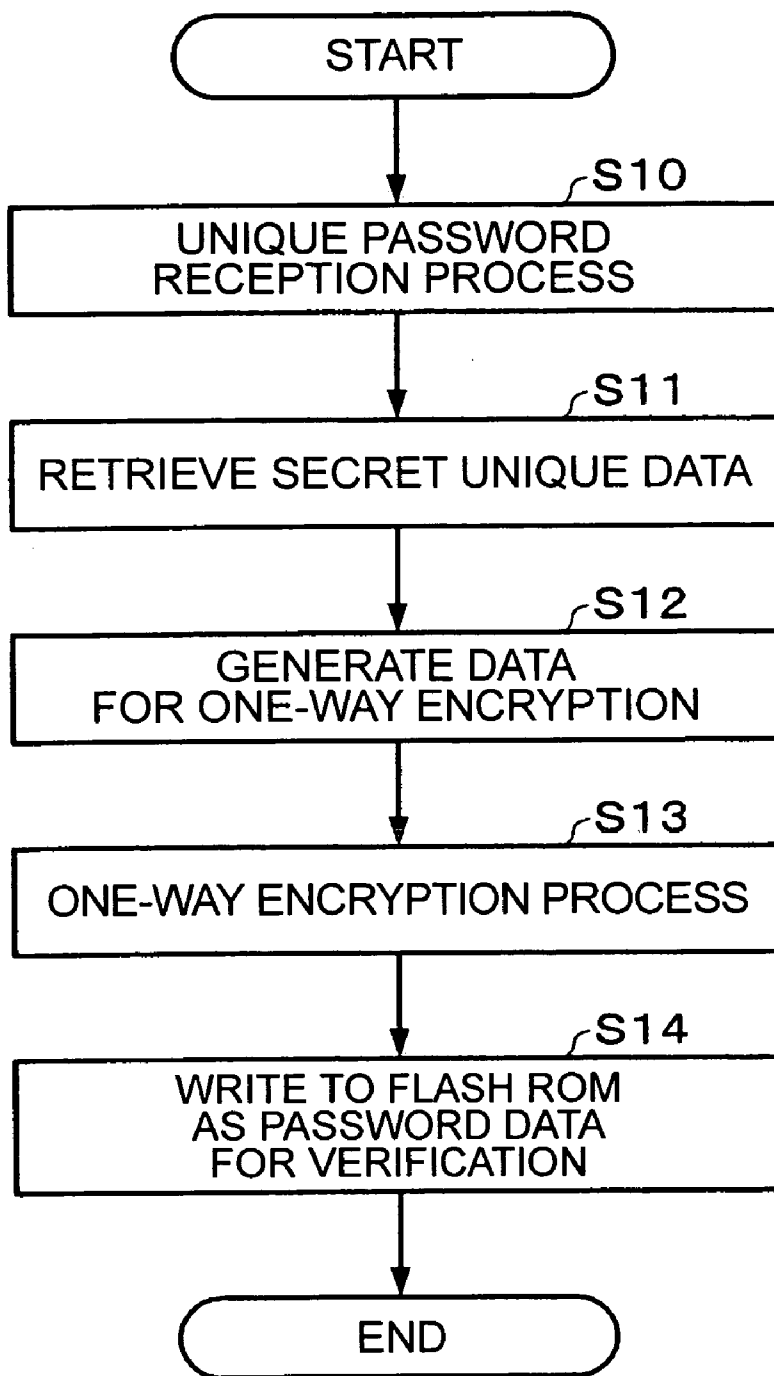 START
S10
UNIQUE PASSWORD
RECEPTION PROCESS
S11
RETRIEVE SECRET UNIQUE DATA
S12
GENERATE DATA
FOR ONE-WAY ENCRYPTION
S13
ONE-WAY ENCRYPTION PROCESS
S14
WRITE TO FLASH ROM
AS PASSWORD DATA
FOR VERIFICATION
END